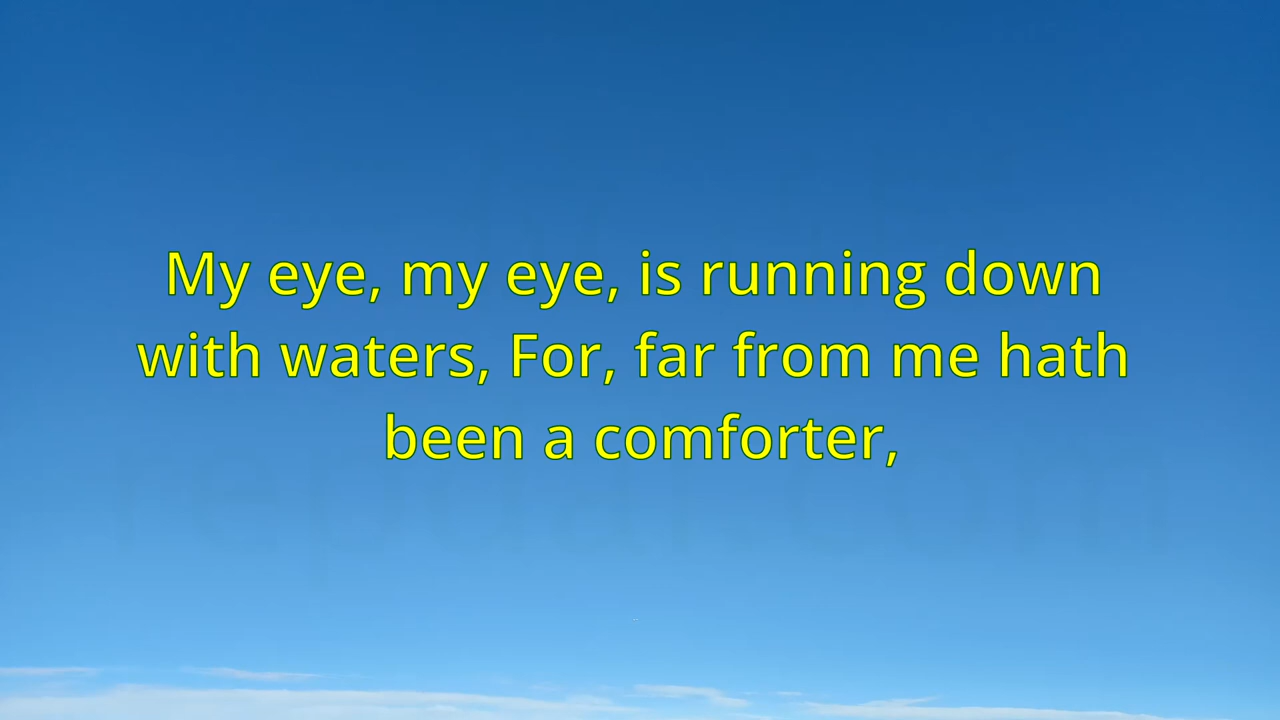 My eye, my eye, is running down
with waters, For, far from me hath
been a comforter,